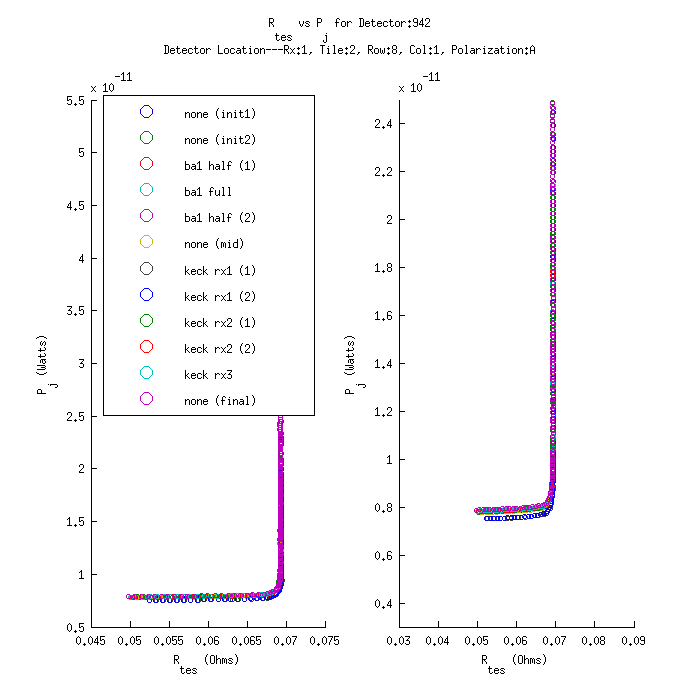 R_tes vs P_j for Detector:942
Detector Location---Rx:1, Tile:2, Row:8, Col:1, Polarization:A
x 10^-11
5.5
5
4.5
4
3.5
3
2.5
2
1.5
1
0.5
P_j (Watts)
none (init1)
none (init2)
ba1 half (1)
ba1 full
ba1 half (2)
none (mid)
keck rx1 (1)
keck rx1 (2)
keck rx2 (1)
keck rx2 (2)
keck rx3
none (final)
0.045 0.05 0.055 0.06 0.065 0.07 0.075
R_tes (Ohms)
x 10^-11
2.4
2.2
2
1.8
1.6
1.4
1.2
1
0.8
0.6
0.4
P_j (Watts)
0.03 0.04 0.05 0.06 0.07 0.08 0.09
R_tes (Ohms)